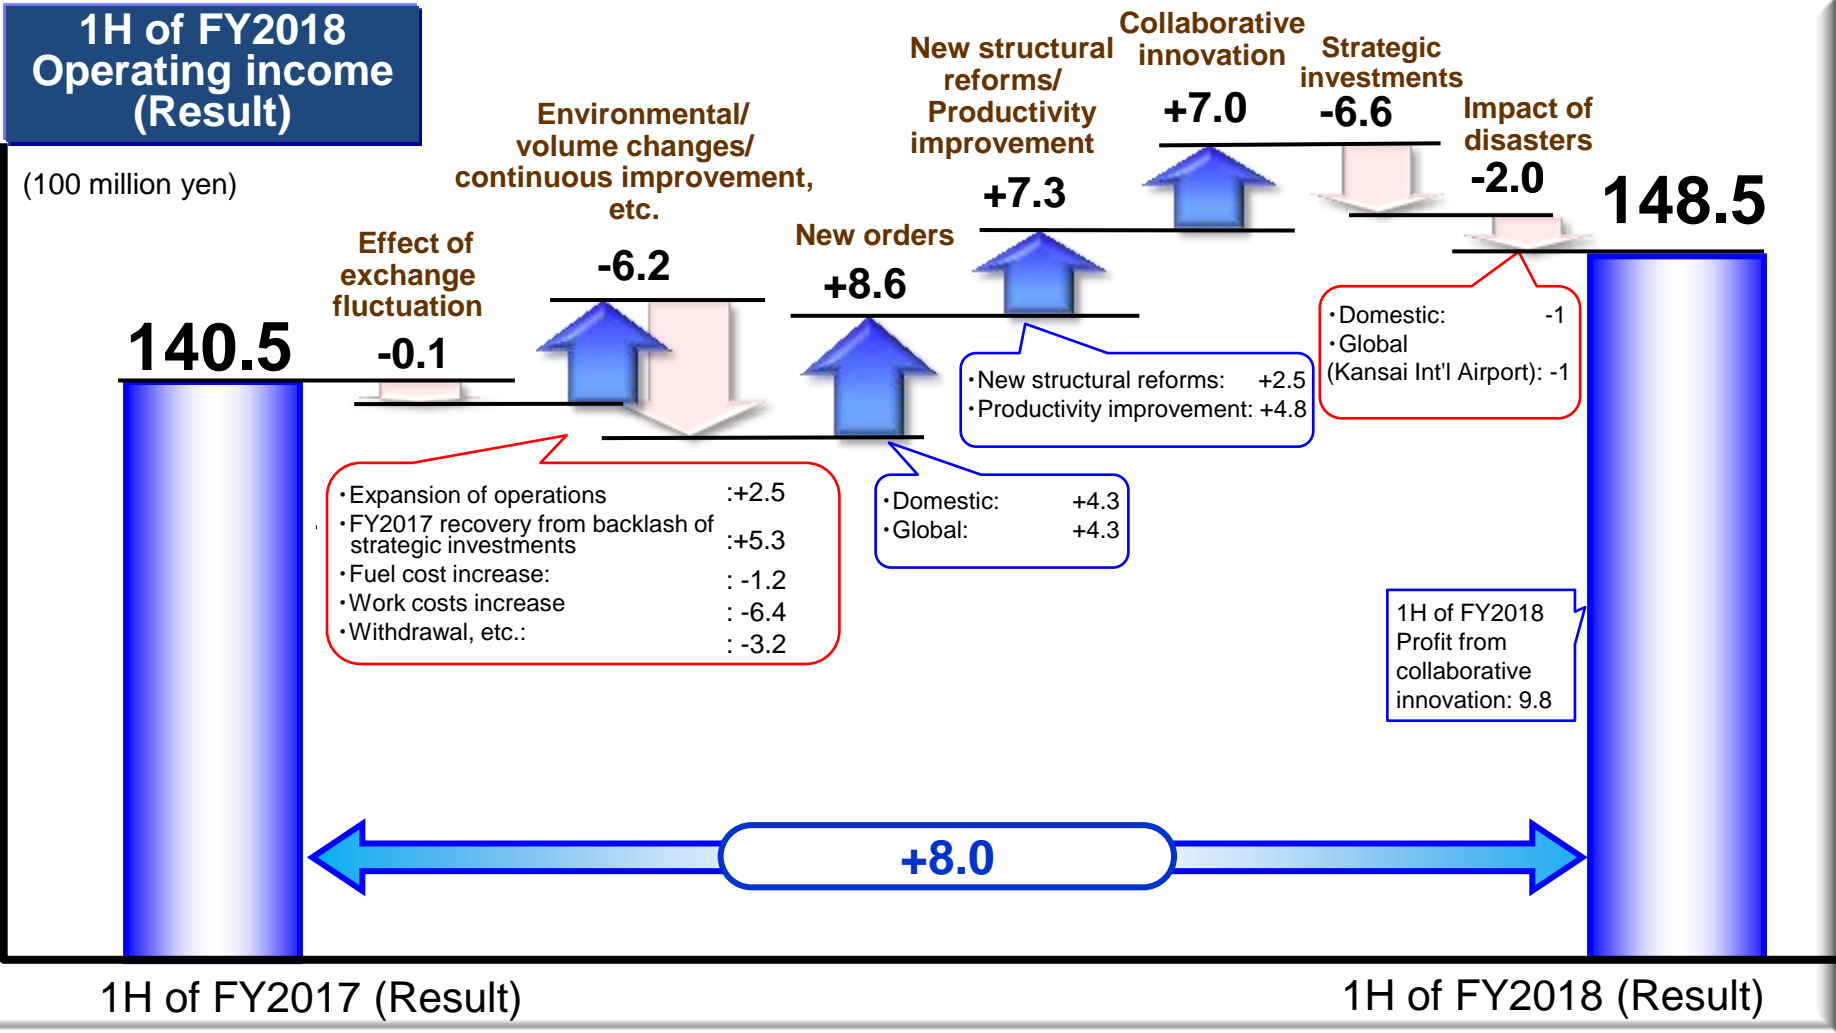 1H of FY2018
Operating income
(Result)
(100 million yen)
140.5
Effect of
exchange
fluctuation
-0.1
Environmental/
volume changes/
continuous improvement,
etc.
-6.2
New orders
+8.6
New structural
reforms/
Productivity
improvement
+7.3
Collaborative
innovation
+7.0
Strategic
investments
-6.6
Impact of
disasters
-2.0
148.5
・Expansion of operations :+2.5
・FY2017 recovery from backlash of
strategic investments :+5.3
・Fuel cost increase: : -1.2
・Work costs increase : -6.4
・Withdrawal, etc.: : -3.2
・Domestic: +4.3
・Global: +4.3
・New structural reforms: +2.5
・Productivity improvement: +4.8
・Domestic: -1
・Global
(Kansai Int'l Airport): -1
1H of FY2018
Profit from
collaborative
innovation: 9.8
+8.0
1H of FY2017 (Result)
1H of FY2018 (Result)